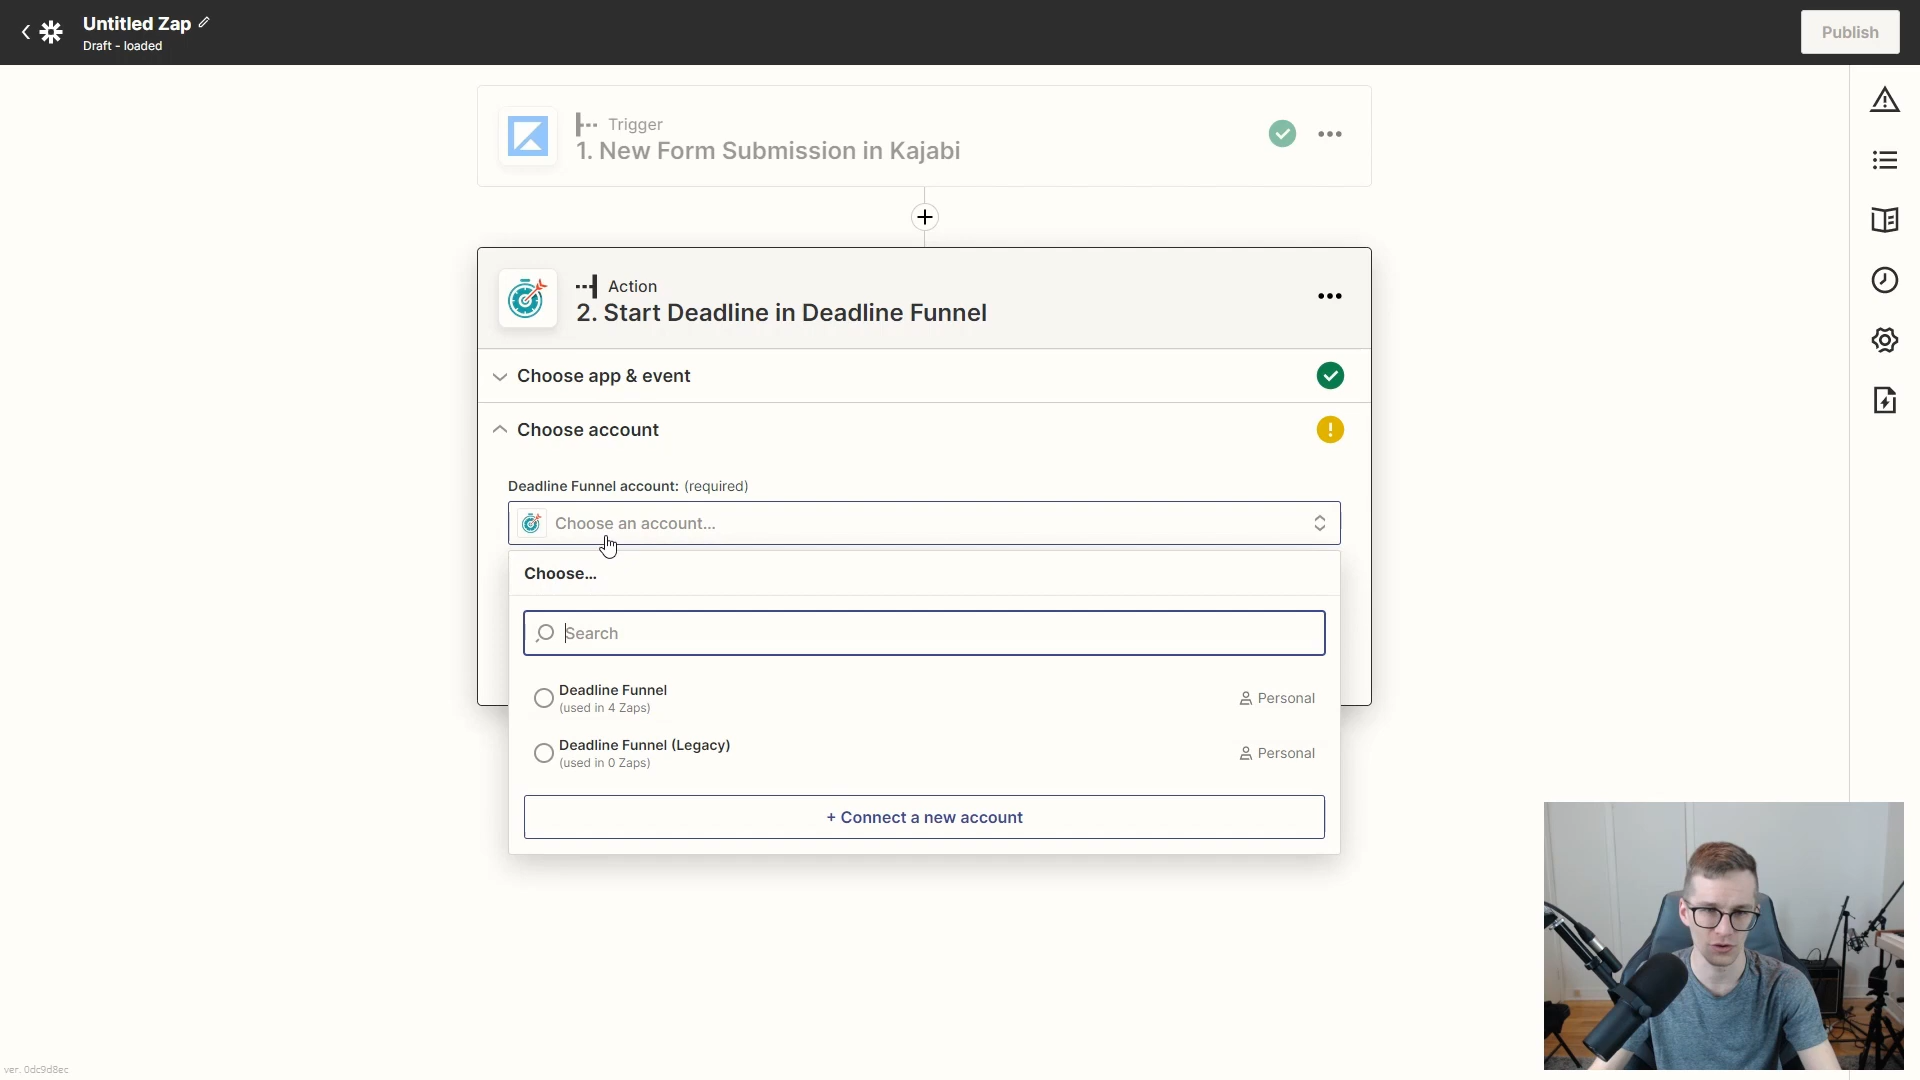 Untitled Zap
Draft - loaded
Publish
Trigger
1. New Form Submission in Kajabi
Action
2. Start Deadline in Deadline Funnel
Choose app & event
Choose account
Deadline Funnel account: (required)
Choose an account...
Choose...
Search
Deadline Funnel
(used in 4 Zaps)
Personal
Deadline Funnel (Legacy)
(used in 0 Zaps)
Personal
+ Connect a new account
ver. 0dc9d8ec